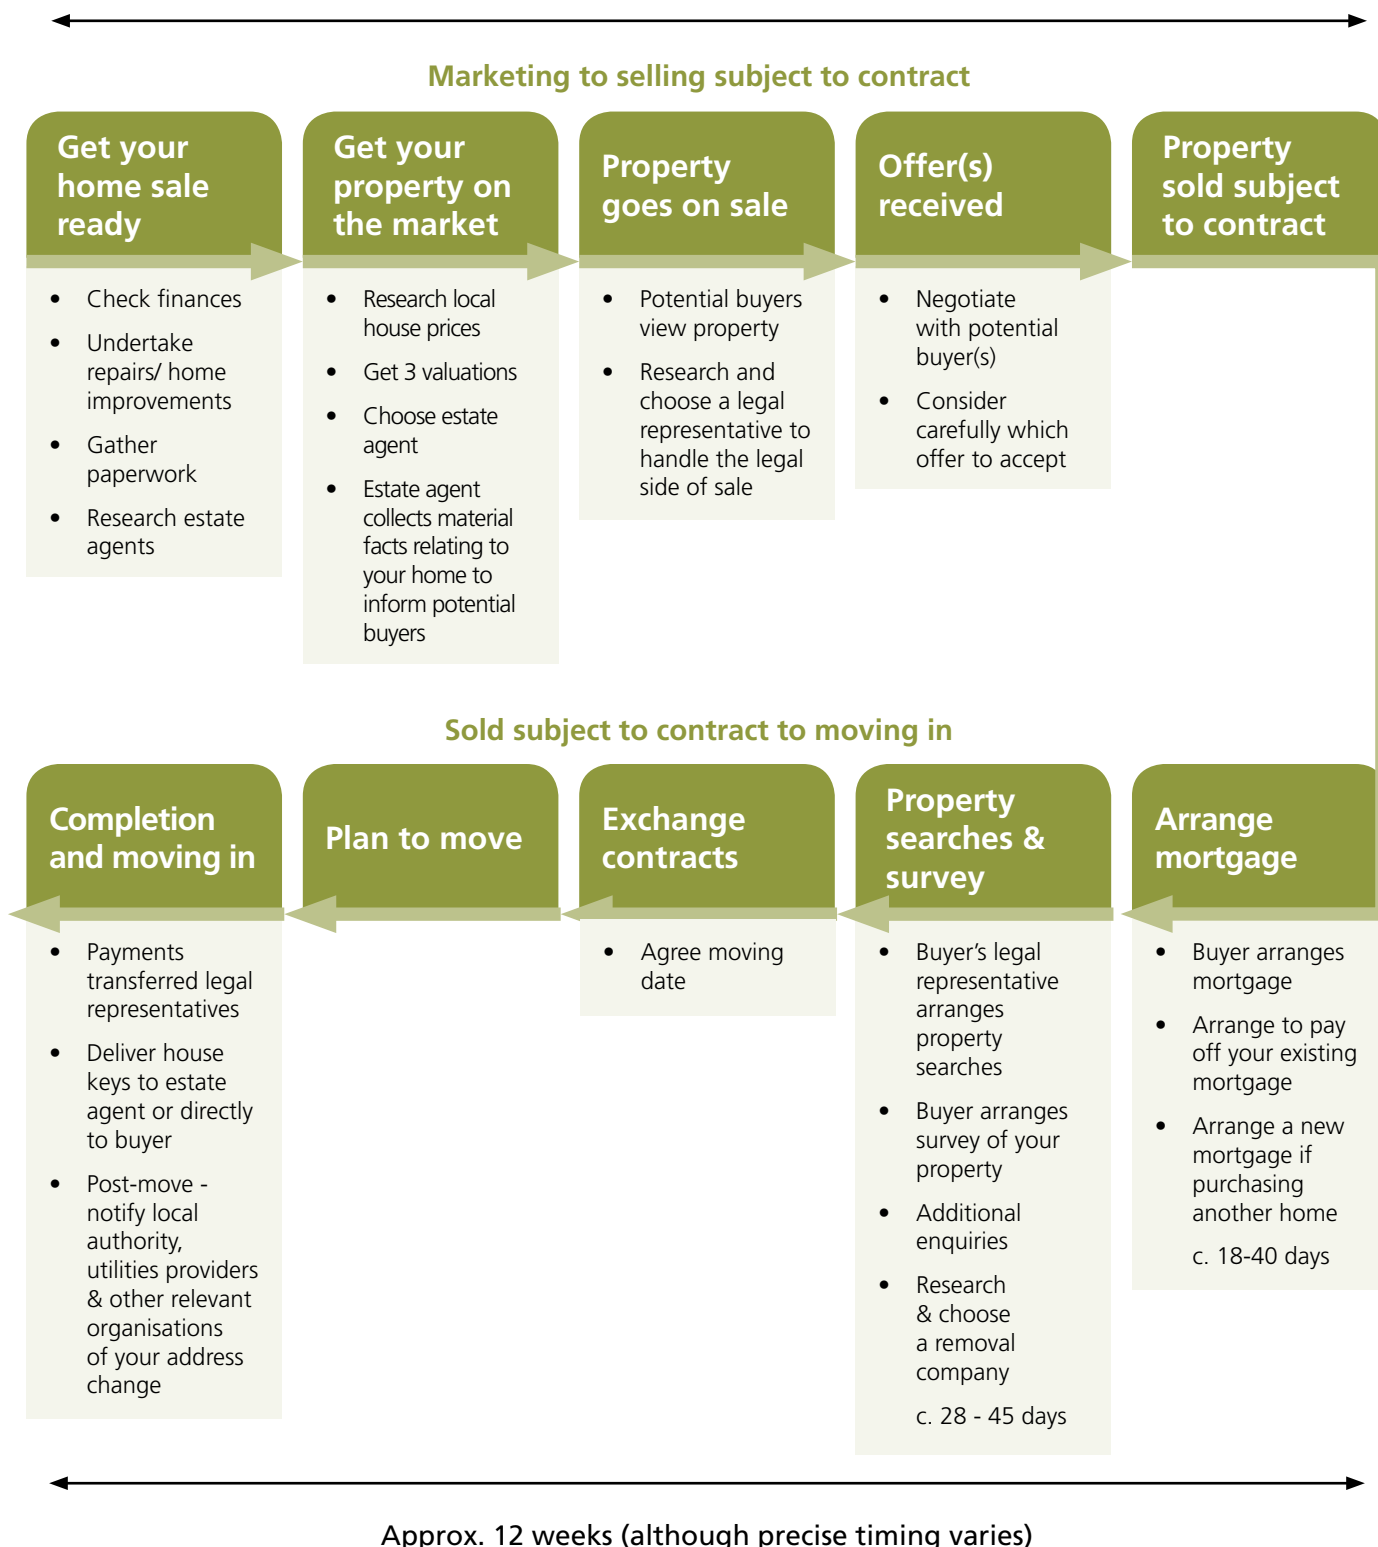 Marketing to selling subject to contract
Get your
home sale
ready
• Check finances
• Undertake
repairs/ home
improvements
• Gather
paperwork
• Research estate
agents
Get your
property on
the market
• Research local
house prices
• Get 3 valuations
• Choose estate
agent
• Estate agent
collects material
facts relating to
your home to
inform potential
buyers
Property
goes on sale
• Potential buyers
view property
• Research and
choose a legal
representative to
handle the legal
side of sale
Offer(s)
received
• Negotiate
with potential
buyer(s)
• Consider
carefully which
offer to accept
Property
sold subject
to contract
Sold subject to contract to moving in
Arrange
mortgage
• Buyer arranges
mortgage
• Arrange to pay
off your existing
mortgage
• Arrange a new
mortgage if
purchasing
another home
c. 18-40 days
Property
searches &
survey
• Buyer’s legal
representative
arranges
property
searches
• Buyer arranges
survey of your
property
• Additional
enquiries
• Research
& choose
a removal
company
c. 28 - 45 days
Exchange
contracts
• Agree moving
date
Plan to move
Completion
and moving in
• Payments
transferred legal
representatives
• Deliver house
keys to estate
agent or directly
to buyer
• Post-move -
notify local
authority,
utilities providers
& other relevant
organisations
of your address
change
Approx. 12 weeks (although precise timing varies)